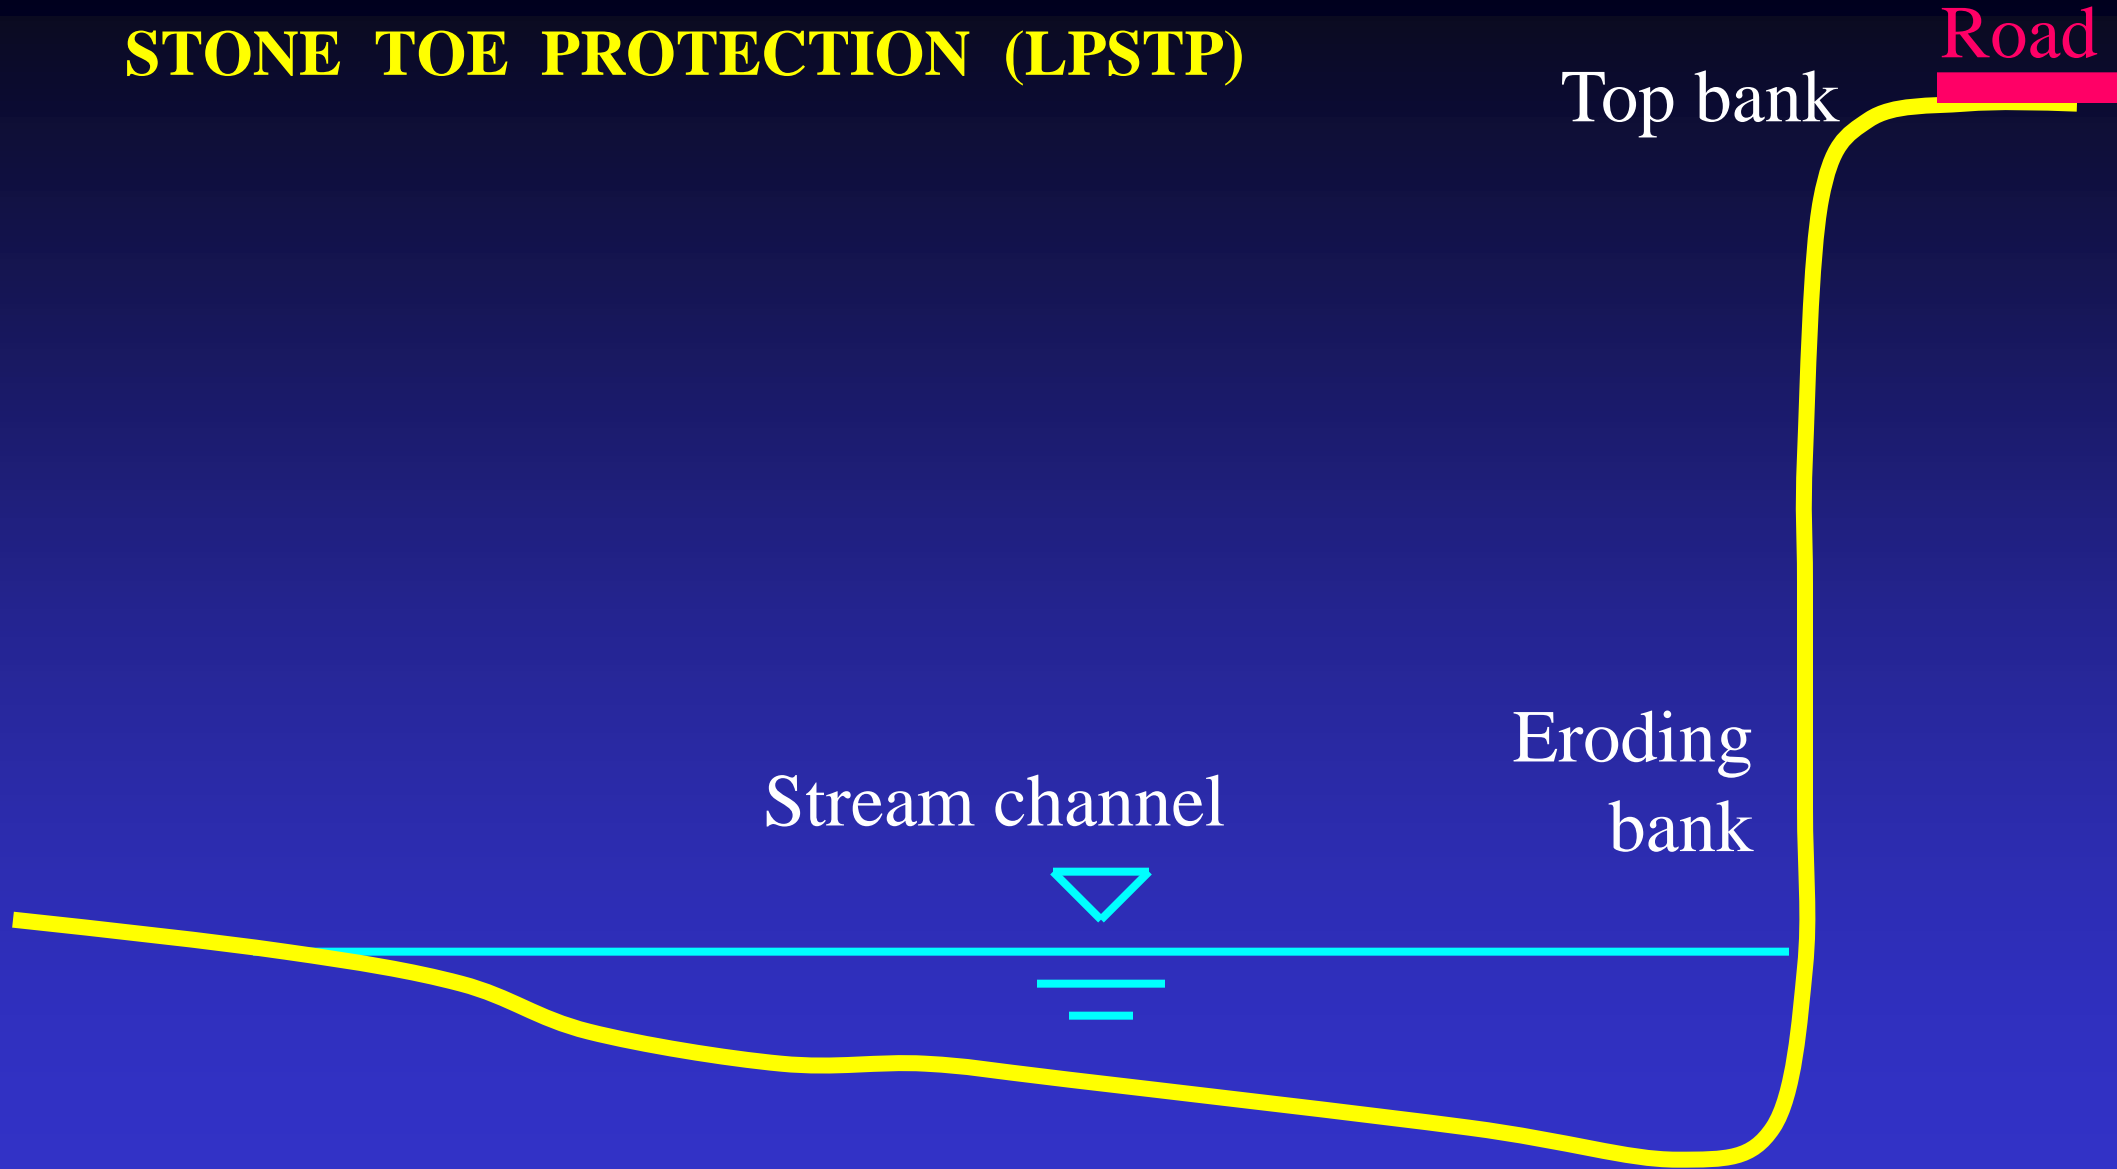 STONE TOE PROTECTION (LPSTP)
Road
Top bank
Eroding
bank
Stream channel